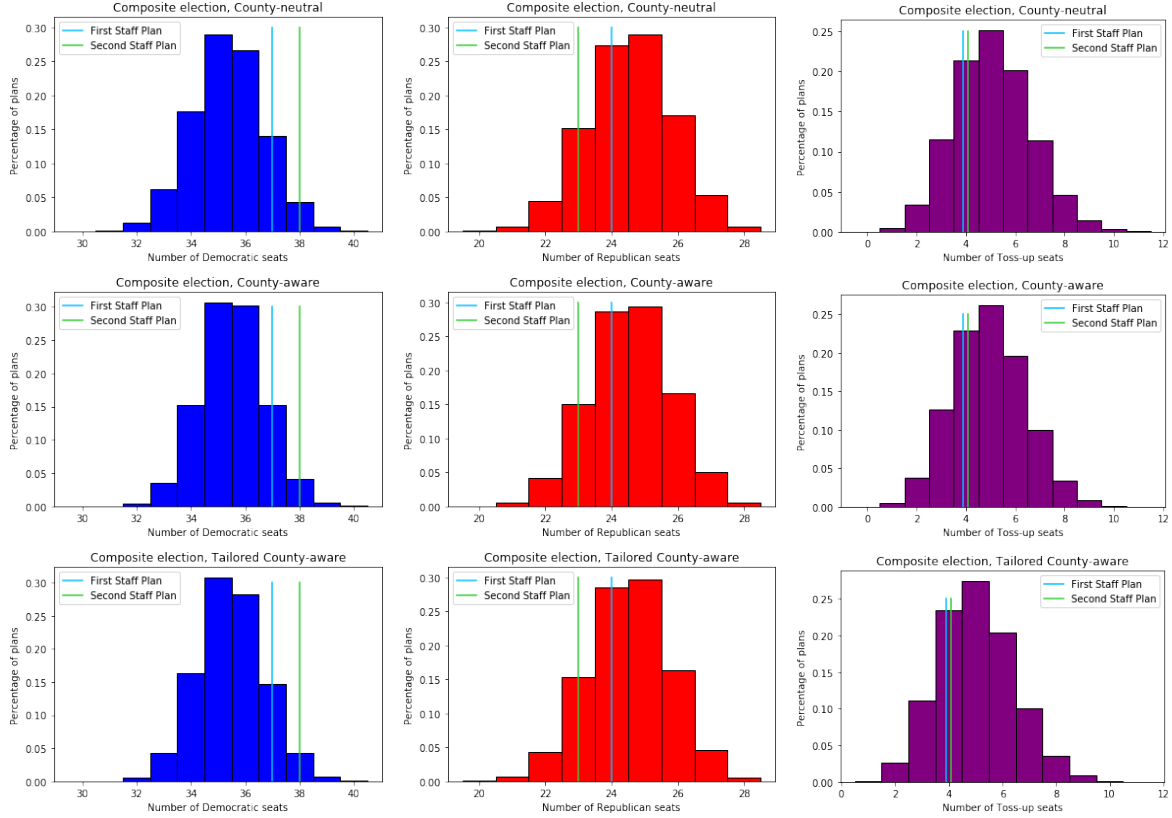 Composite election, County-neutral
0.30
0.25
0.20
0.15
0.10
0.05
0.00
Percentage of plans
First Staff Plan
Second Staff Plan
30 32 34 36 38 40
Number of Democratic seats
Composite election, County-neutral
0.30
0.25
0.20
0.15
0.10
0.05
0.00
Percentage of plans
First Staff Plan
Second Staff Plan
20 22 24 26 28
Number of Republican seats
Composite election, County-neutral
0.25
0.20
0.15
0.10
0.05
0.00
Percentage of plans
First Staff Plan
Second Staff Plan
0 2 4 6 8 10 12
Number of Toss-up seats
Composite election, County-aware
0.30
0.25
0.20
0.15
0.10
0.05
0.00
Percentage of plans
First Staff Plan
Second Staff Plan
30 32 34 36 38 40
Number of Democratic seats
Composite election, County-aware
0.30
0.25
0.20
0.15
0.10
0.05
0.00
Percentage of plans
First Staff Plan
Second Staff Plan
20 22 24 26 28
Number of Republican seats
Composite election, County-aware
0.25
0.20
0.15
0.10
0.05
0.00
Percentage of plans
First Staff Plan
Second Staff Plan
0 2 4 6 8 10 12
Number of Toss-up seats
Composite election, Tailored County-aware
0.30
0.25
0.20
0.15
0.10
0.05
0.00
Percentage of plans
First Staff Plan
Second Staff Plan
30 32 34 36 38 40
Number of Democratic seats
Composite election, Tailored County-aware
0.30
0.25
0.20
0.15
0.10
0.05
0.00
Percentage of plans
First Staff Plan
Second Staff Plan
20 22 24 26 28
Number of Republican seats
Composite election, Tailored County-aware
0.25
0.20
0.15
0.10
0.05
0.00
Percentage of plans
First Staff Plan
Second Staff Plan
0 2 4 6 8 10 12
Number of Toss-up seats